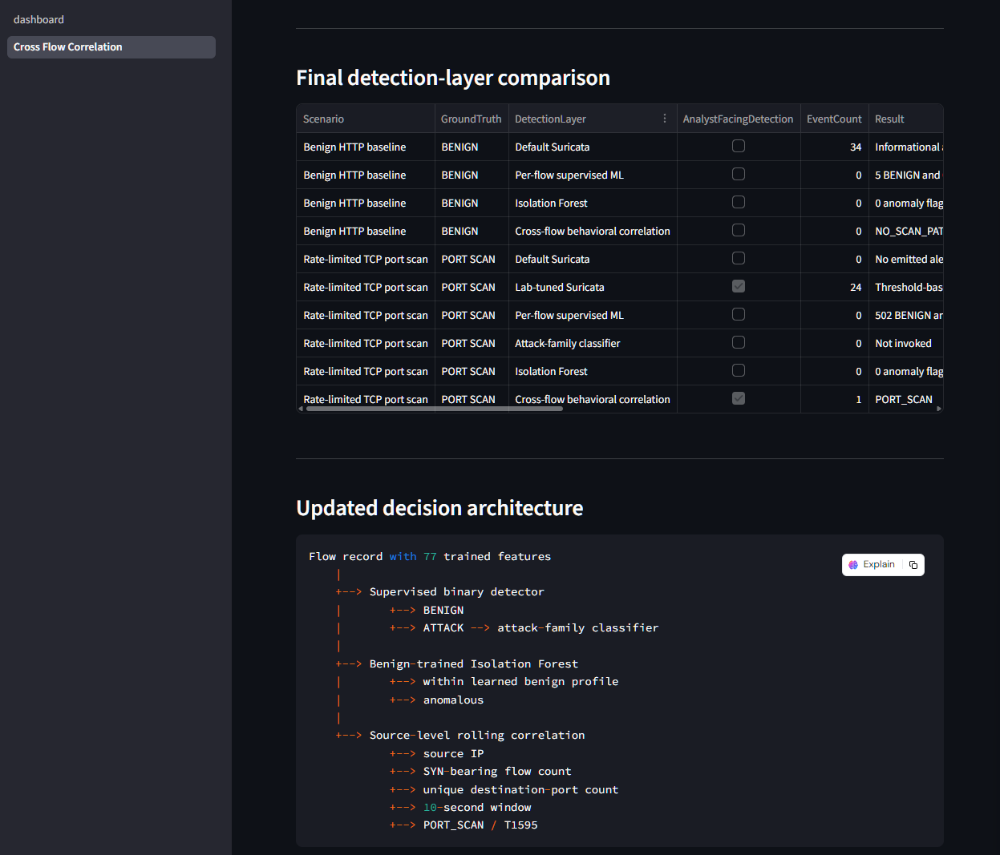 dashboard
Cross Flow Correlation
Final detection-layer comparison
Scenario GroundTruth DetectionLayer AnalystFacingDetection EventCount Result
Benign HTTP baseline BENIGN Default Suricata 34 Informational
Benign HTTP baseline BENIGN Per-flow supervised ML 0 5 BENIGN and
Benign HTTP baseline BENIGN Isolation Forest 0 0 anomaly flag
Benign HTTP baseline BENIGN Cross-flow behavioral correlation 0 NO_SCAN_PAT
Rate-limited TCP port scan PORT SCAN Default Suricata 0 No emitted ale
Rate-limited TCP port scan PORT SCAN Lab-tuned Suricata 24 Threshold-bas
Rate-limited TCP port scan PORT SCAN Per-flow supervised ML 0 502 BENIGN an
Rate-limited TCP port scan PORT SCAN Attack-family classifier 0 Not invoked
Rate-limited TCP port scan PORT SCAN Isolation Forest 0 0 anomaly flag
Rate-limited TCP port scan PORT SCAN Cross-flow behavioral correlation 1 PORT_SCAN
Updated decision architecture
Flow record with 77 trained features
|
+--> Supervised binary detector
| +--> BENIGN
| +--> ATTACK --> attack-family classifier
|
+--> Benign-trained Isolation Forest
| +--> within learned benign profile
| +--> anomalous
|
+--> Source-level rolling correlation
+--> source IP
+--> SYN-bearing flow count
+--> unique destination-port count
+--> 10-second window
+--> PORT_SCAN / T1595
Explain